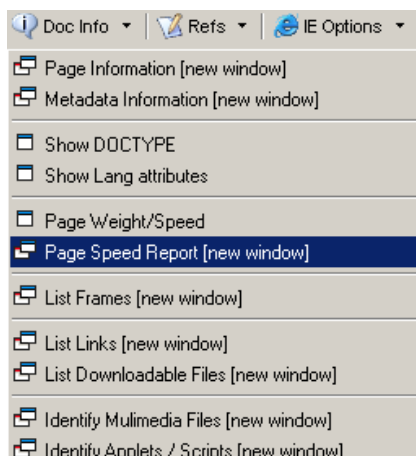 Doc Info Refs IE Options
Page Information [new window]
Metadata Information [new window]
Show DOCTYPE
Show Lang attributes
Page Weight/Speed
Page Speed Report [new window]
List Frames [new window]
List Links [new window]
List Downloadable Files [new window]
Identify Mulimedia Files [new window]
Identify Applets / Scripts [new window]